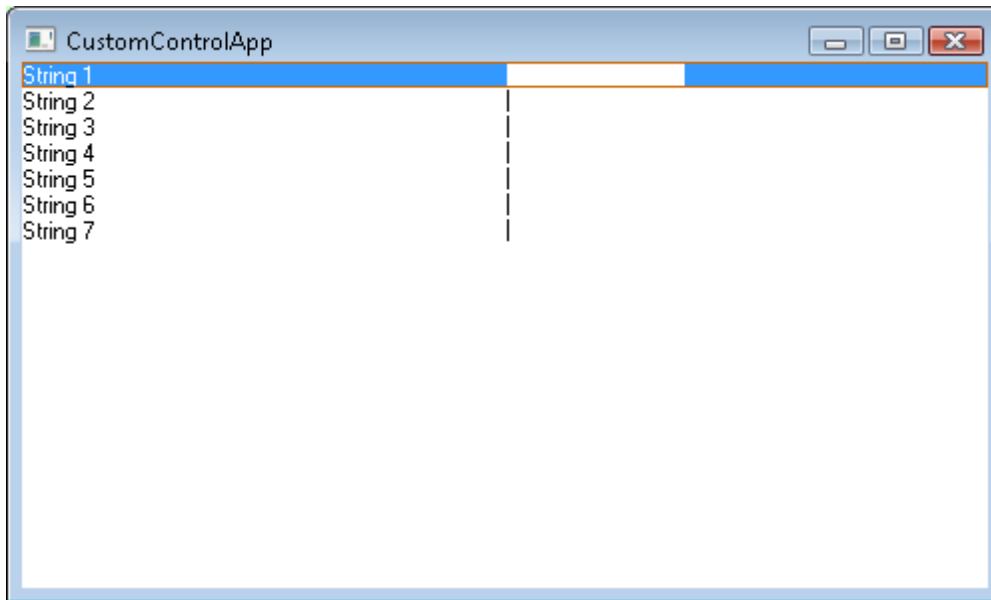 CustomControlApp
String 1
String 2
String 3
String 4
String 5
String 6
String 7